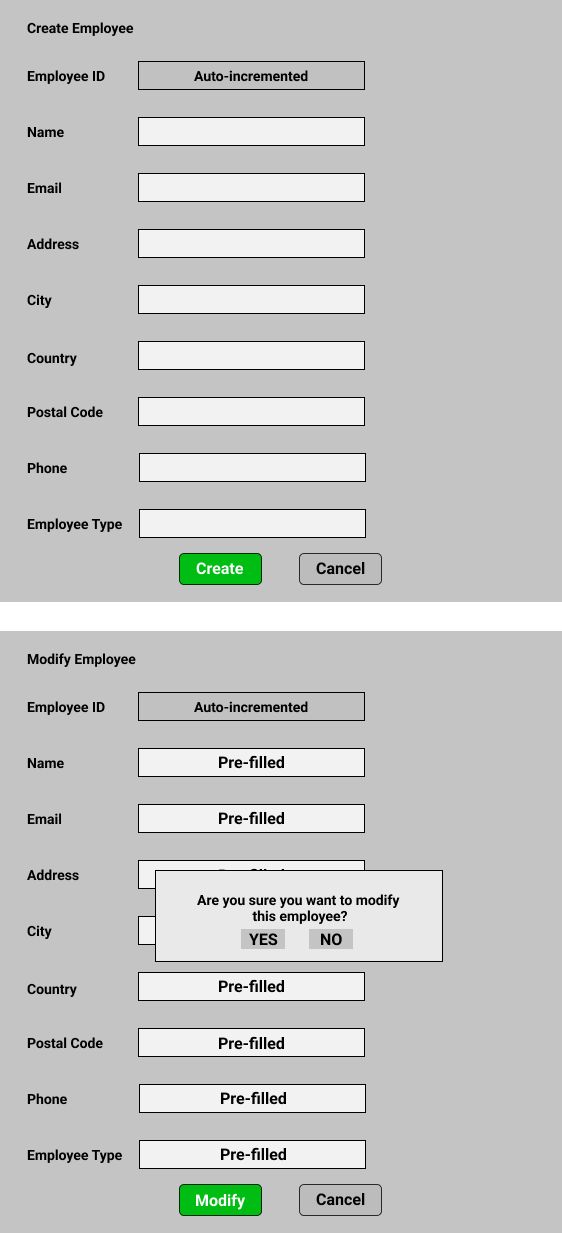 Create Employee
Employee ID
Auto-incremented
Name
Email
Address
City
Country
Postal Code
Phone
Employee Type
Create
Cancel
Modify Employee
Employee ID
Auto-incremented
Name
Pre-filled
Email
Pre-filled
Address
Are you sure you want to modify
this employee?
YES
NO
City
Country
Pre-filled
Postal Code
Pre-filled
Phone
Pre-filled
Employee Type
Pre-filled
Modify
Cancel